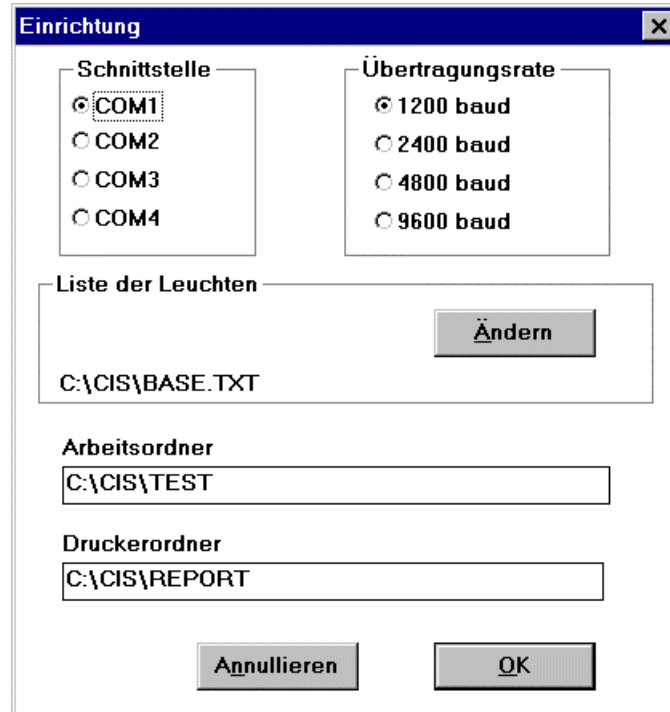 Einrichtung
Schnittstelle
COM1
COM2
COM3
COM4
Übertragungsrate
1200 baud
2400 baud
4800 baud
9600 baud
Liste der Leuchten
Ändern
C:\CIS\BASE.TXT
Arbeitsordner
C:\CIS\TEST
Druckerordner
C:\CIS\REPORT
Annullieren
OK